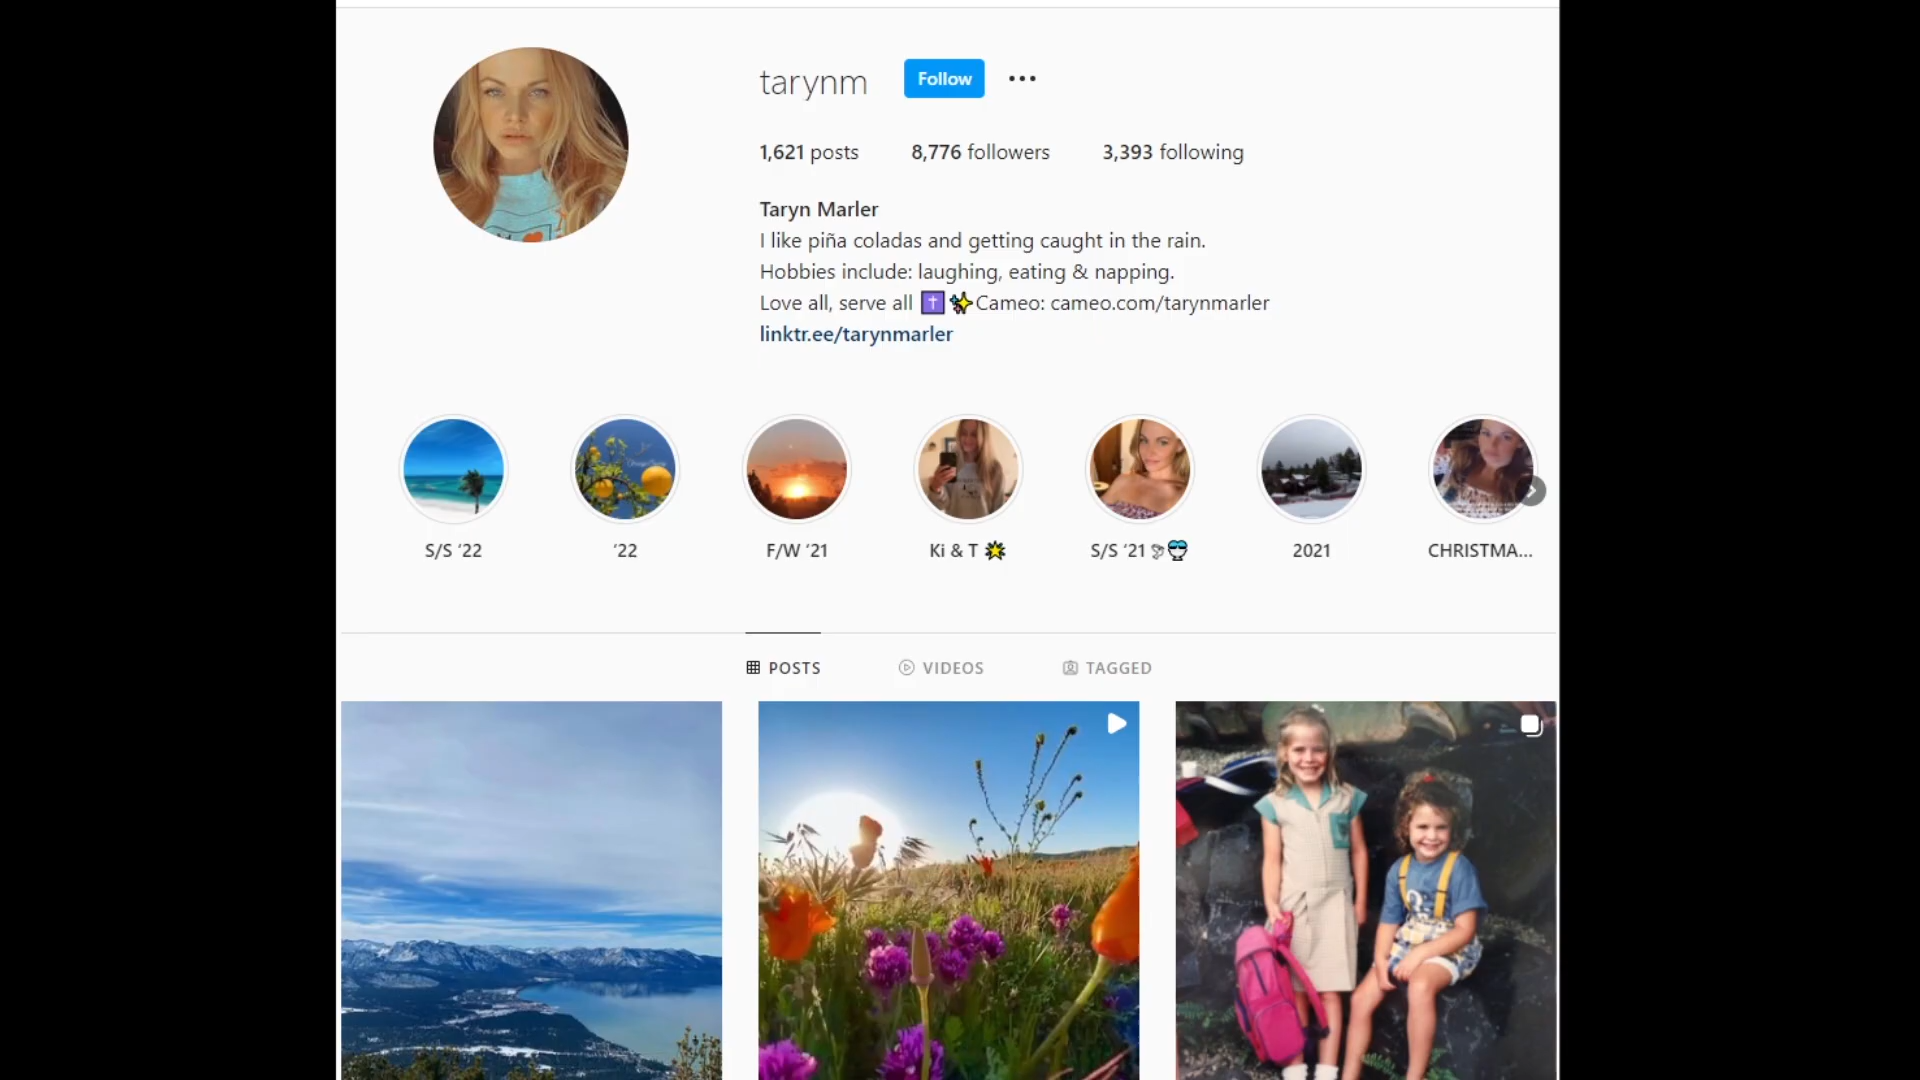 tarynm
Follow
1,621 posts 8,776 followers 3,393 following
Taryn Marler
I like piña coladas and getting caught in the rain.
Hobbies include: laughing, eating & napping.
Love all, serve all ✝️✨Cameo: cameo.com/tarynmarler
linktr.ee/tarynmarler
S/S ‘22
‘22
F/W ‘21
Ki & T 🌟
S/S ‘21 🕊
2021
CHRISTMA...
POSTS
VIDEOS
TAGGED